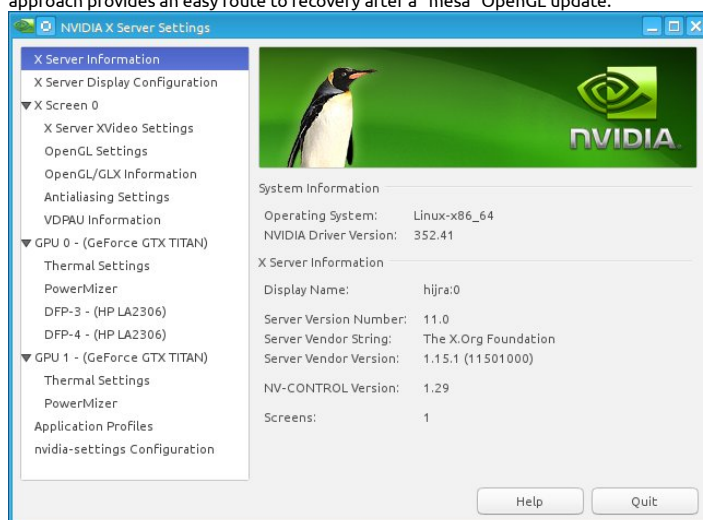 approach provides an easy route to recovery after a "mesa" OpenGL update.
NVIDIA X Server Settings
X Server Information
X Server Display Configuration
X Screen 0
X Server XVideo Settings
OpenGL Settings
OpenGL/GLX Information
Antialiasing Settings
VDPAU Information
GPU 0 - (GeForce GTX TITAN)
Thermal Settings
PowerMizer
DFP-3 - (HP LA2306)
DFP-4 - (HP LA2306)
GPU 1 - (GeForce GTX TITAN)
Thermal Settings
PowerMizer
Application Profiles
nvidia-settings Configuration
NVIDIA.
System Information
Operating System: Linux-x86_64
NVIDIA Driver Version: 352.41
X Server Information
Display Name: hijra:0
Server Version Number: 11.0
Server Vendor String: The X.Org Foundation
Server Vendor Version: 1.15.1 (11501000)
NV-CONTROL Version: 1.29
Screens: 1
Help Quit